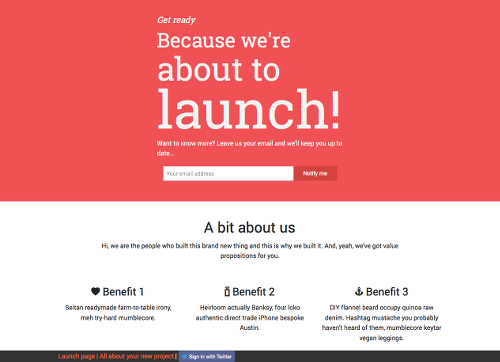 Get ready
Because we're
about to
launch!
Want to know more? Leave us your email and we'll keep you up to
date...
Your email address
Notify me
A bit about us
Hi, we are the people who built this brand new thing and this is why we built it. And, yeah, we've got value
propositions for you.
Benefit 1
Seitan readymade farm-to-table irony,
meh try-hard mumblecore.
Benefit 2
Heirloom actually Banksy, four loko
authentic direct trade iPhone bespoke
Austin.
Benefit 3
DIY flannel beard occupy quinoa raw
denim. Hashtag mustache you probably
haven't heard of them, mumblecore keytar
vegan leggings.
Launch page | All about your new project | Sign in with Twitter